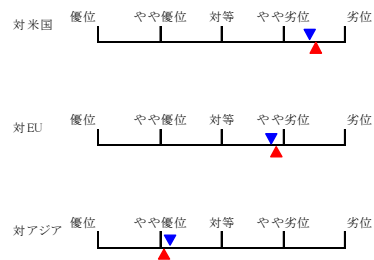 対米国 優位 やや優位 対等 やや劣位 劣位
対EU 優位 やや優位 対等 やや劣位 劣位
対アジア 優位 やや優位 対等 やや劣位 劣位